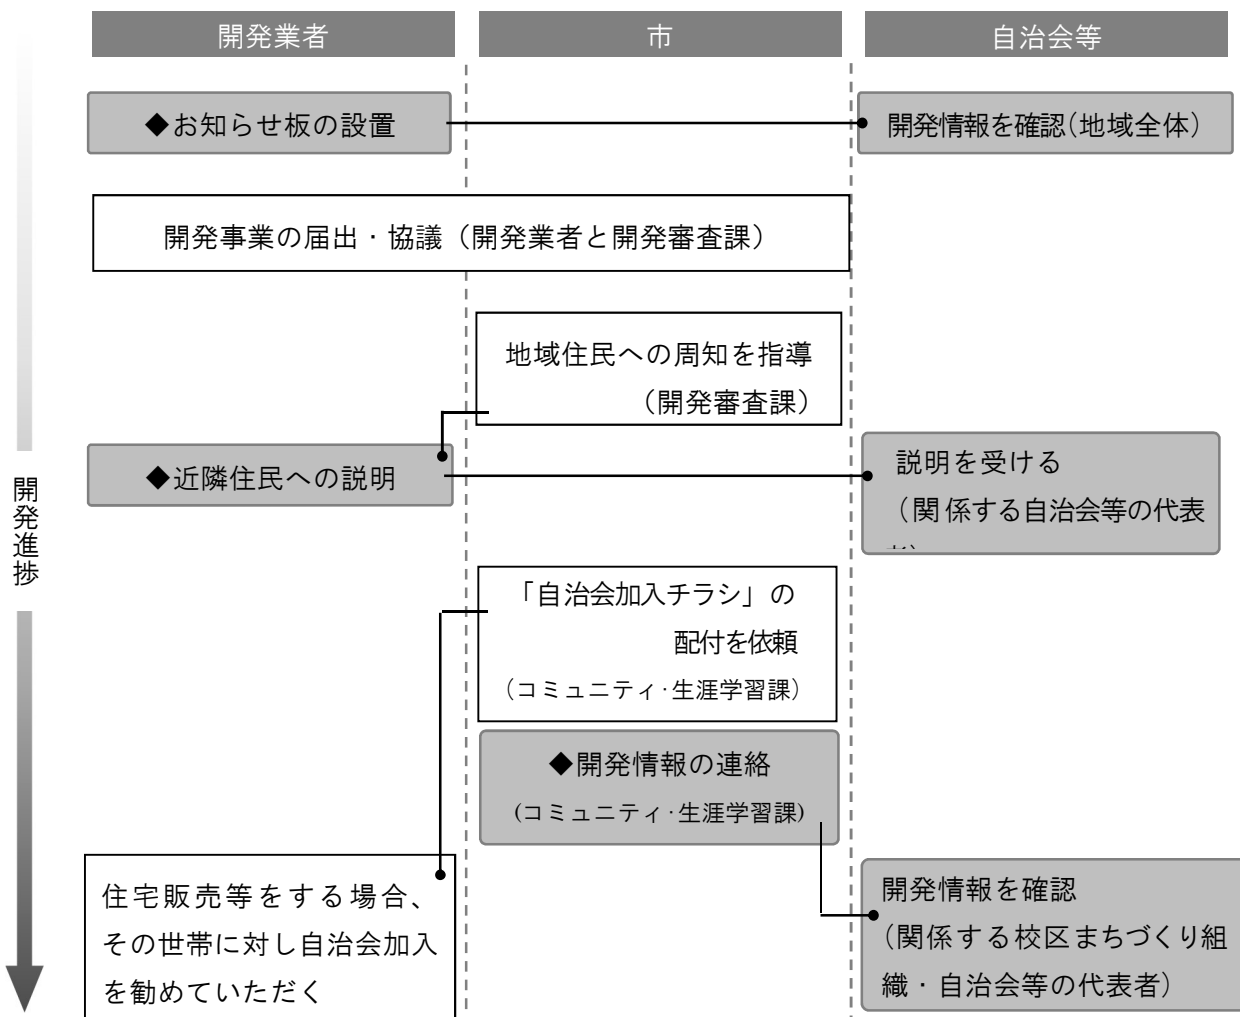 開発業者
市
自治会等
◆お知らせ板の設置
開発情報を確認（地域全体）
開発事業の届出・協議（開発業者と開発審査課）
地域住民への周知を指導
（開発審査課）
◆近隣住民への説明
説明を受ける
（関係する自治会等の代表
開発進捗
「自治会加入チラシ」の
配付を依頼
（コミュニティ・生涯学習課）
◆開発情報の連絡
（コミュニティ・生涯学習課）
住宅販売等をする場合、
その世帯に対し自治会加入
を勧めていただく
開発情報を確認
（関係する校区まちづくり組
織・自治会等の代表者）